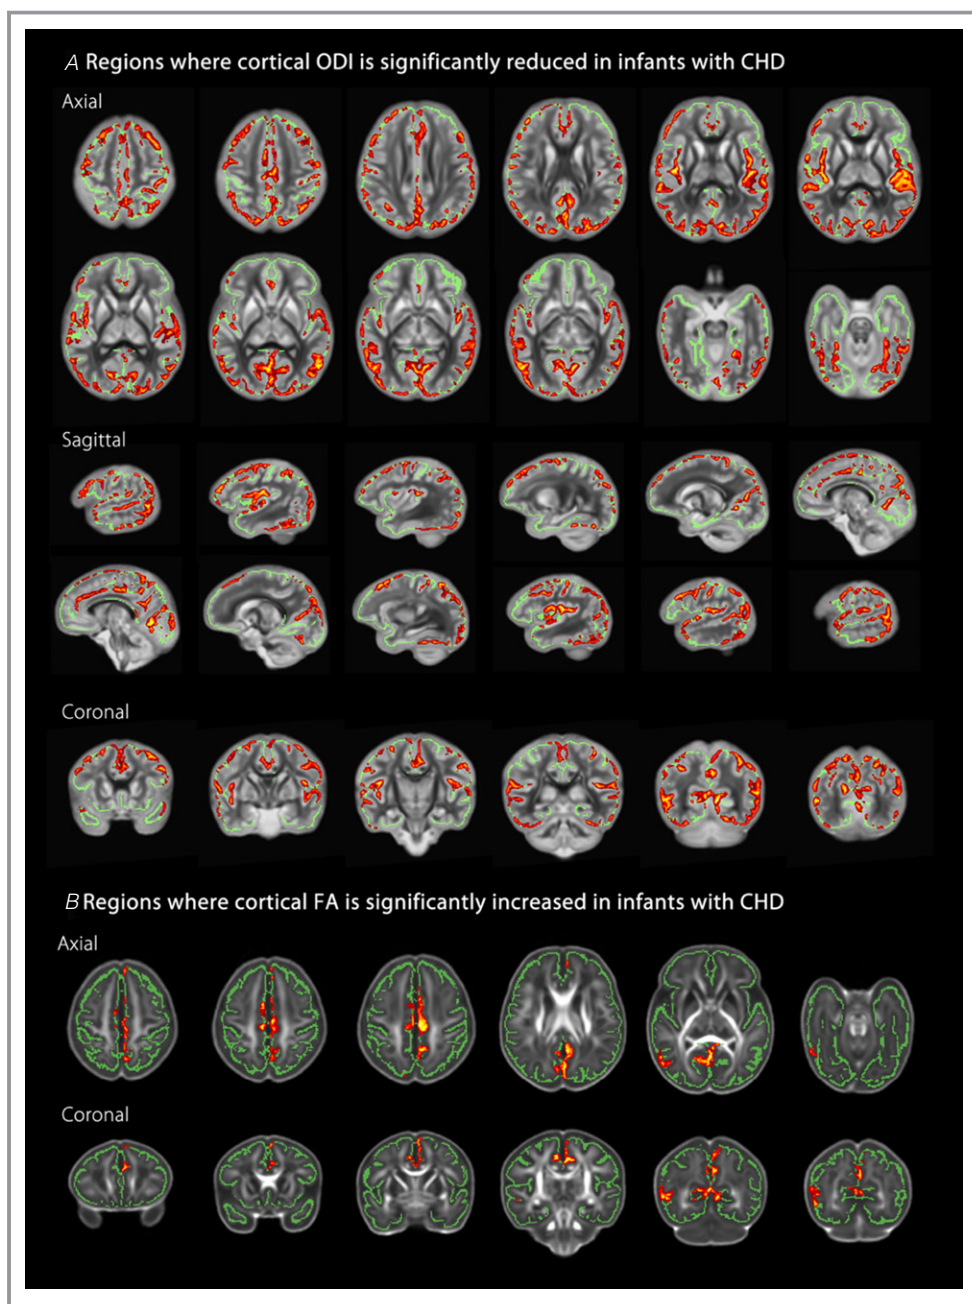 A Regions where cortical ODI is significantly reduced in infants with CHD
Axial
Sagittal
Coronal
B Regions where cortical FA is significantly increased in infants with CHD
Axial
Coronal